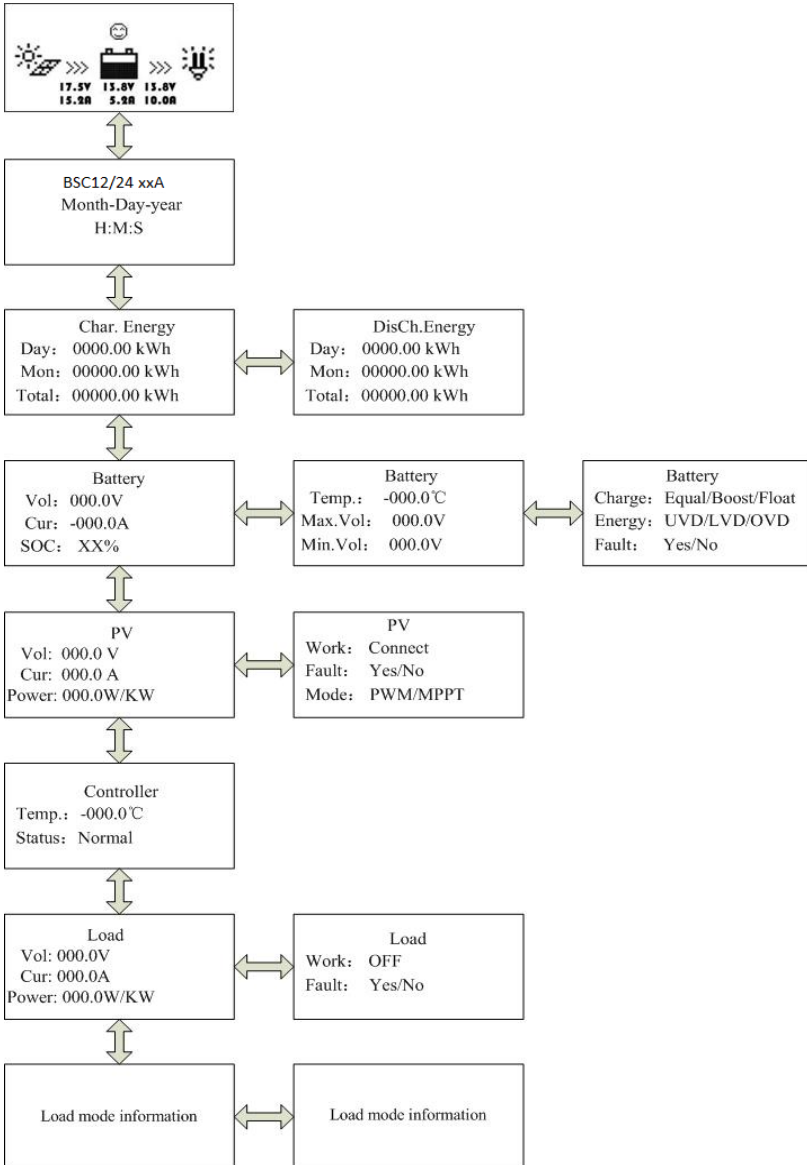 17.5V 13.8V 13.8V
15.2A 5.2A 10.0A
BSC12/24 xxA
Month-Day-year
H:M:S
Char. Energy
Day： 0000.00 kWh
Mon： 00000.00 kWh
Total： 00000.00 kWh
DisCh.Energy
Day： 0000.00 kWh
Mon： 00000.00 kWh
Total： 00000.00 kWh
Battery
Vol： 000.0V
Cur： -000.0A
SOC： XX%
Battery
Temp.： -000.0℃
Max.Vol： 000.0V
Min.Vol： 000.0V
Battery
Charge： Equal/Boost/Float
Energy： UVD/LVD/OVD
Fault： Yes/No
PV
Vol: 000.0 V
Cur: 000.0 A
Power: 000.0W/KW
PV
Work： Connect
Fault： Yes/No
Mode： PWM/MPPT
Controller
Temp.： -000.0℃
Status： Normal
Load
Vol: 000.0V
Cur: 000.0A
Power: 000.0W/KW
Load
Work： OFF
Fault： Yes/No
Load mode information
Load mode information